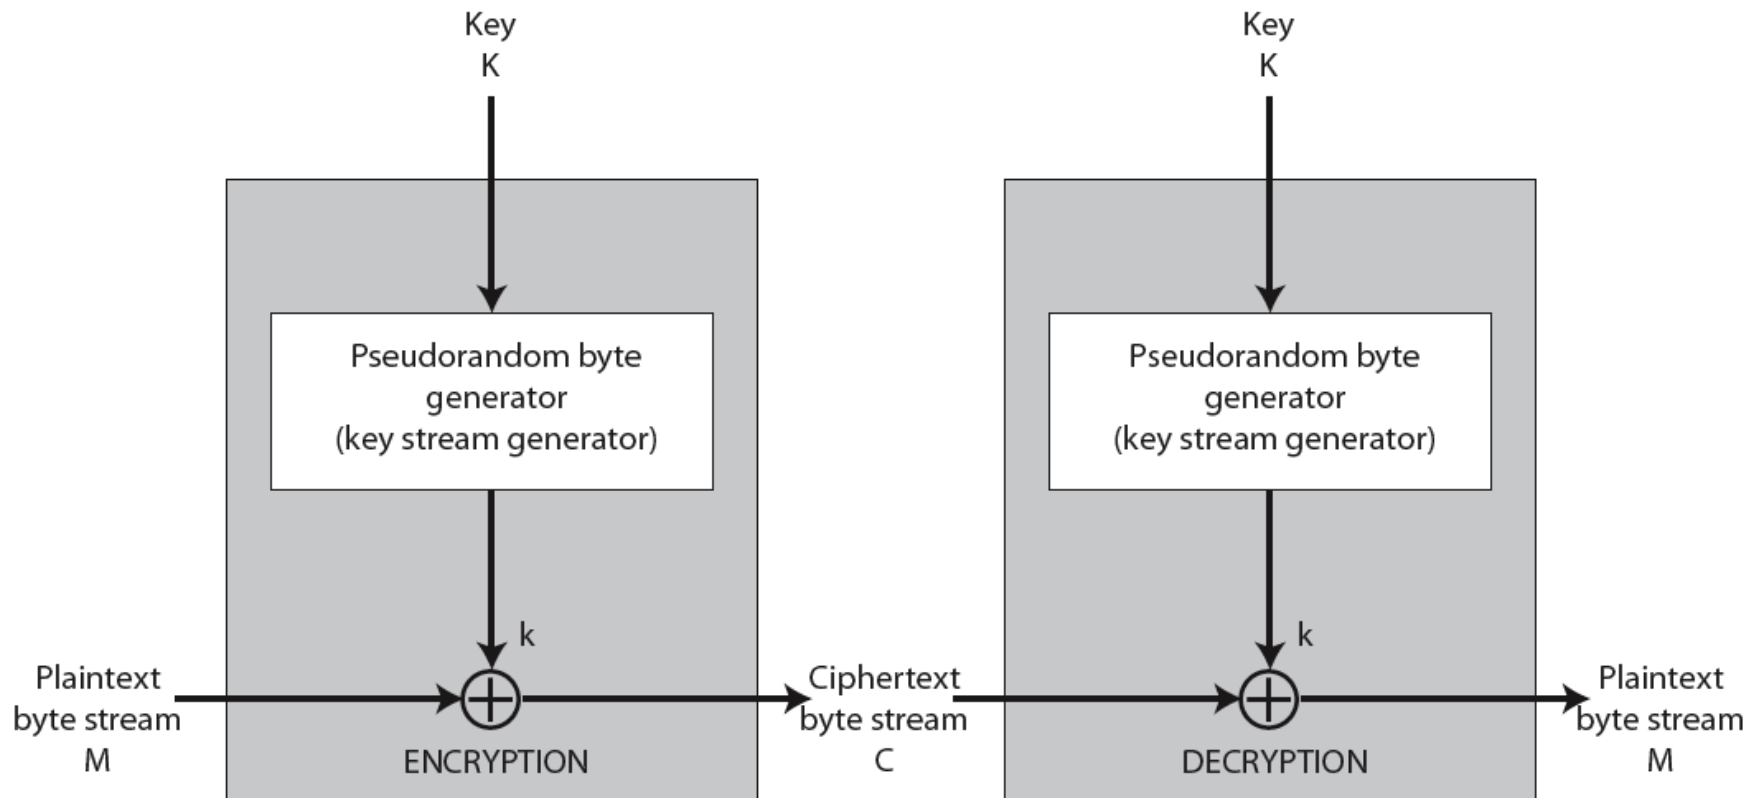 Key
K
Pseudorandom byte
generator
(key stream generator)
k
Plaintext
byte stream
M
ENCRYPTION
Ciphertext
byte stream
C
Key
K
Pseudorandom byte
generator
(key stream generator)
k
DECRYPTION
Plaintext
byte stream
M